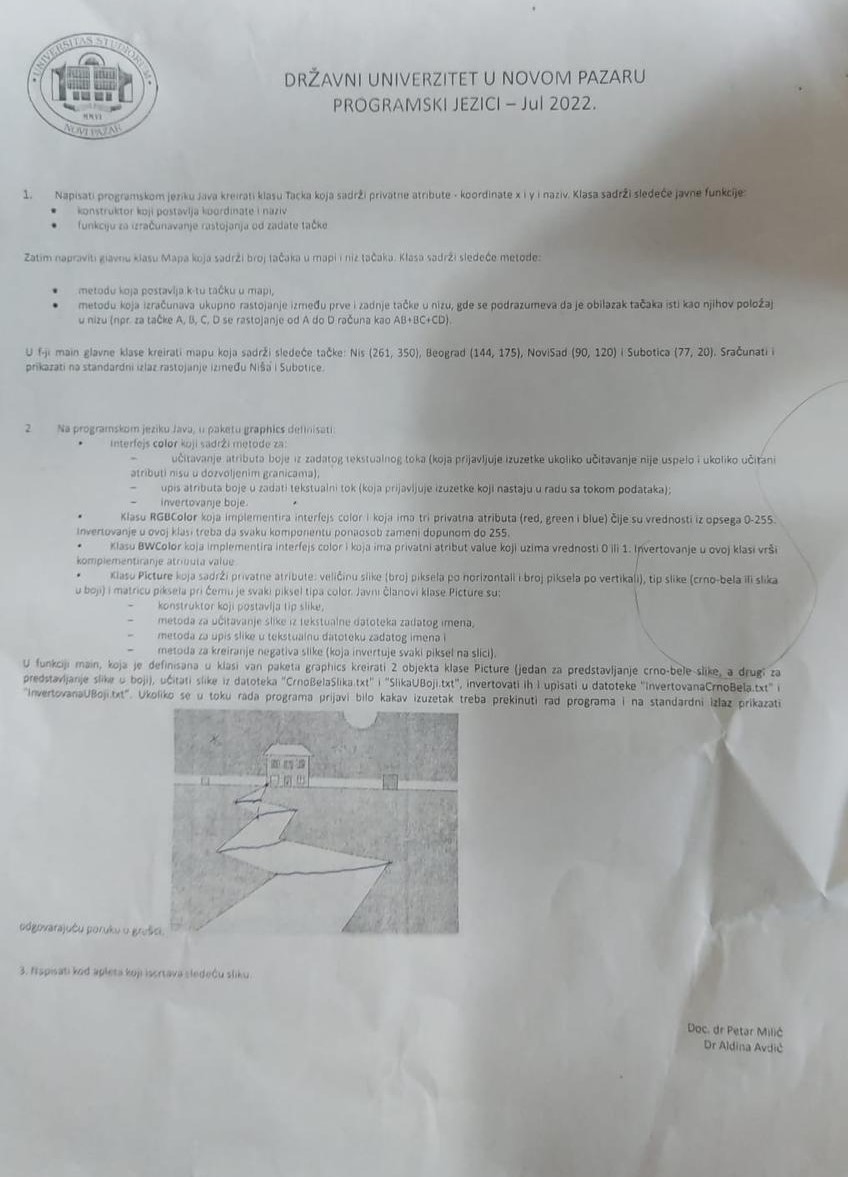 UNIVERSITAS STUDIORUM
NOVI PAZAR
DRŽAVNI UNIVERZITET U NOVOM PAZARU
PROGRAMSKI JEZICI – Jul 2022.
1. Napisati programskom jeziku Java kreirati klasu Tacka koja sadrži privatne atribute - koordinate x i y i naziv. Klasa sadrži sledeće javne funkcije:
• konstruktor koji postavlja koordinate i naziv
• funkciju za izračunavanje rastojanja od zadate tačke
Zatim napraviti glavnu klasu Mapa koja sadrži broj tačaka u mapi i niz tačaka. Klasa sadrži sledeće metode:
• metodu koja postavlja k-tu tačku u mapi,
• metodu koja izračunava ukupno rastojanje između prve i zadnje tačke u nizu, gde se podrazumeva da je obilazak tačaka isti kao njihov položaj
u nizu (npr. za tačke A, B, C, D se rastojanje od A do D računa kao AB+BC+CD).
U f-ji main glavne klase kreirati mapu koja sadrži sledeće tačke: Nis (261, 350), Beograd (144, 175), NoviSad (90, 120) i Subotica (77, 20). Sračunati i
prikazati na standardni izlaz rastojanje između Niša i Subotice.
2 Na programskom jeziku Java, u paketu graphics definisati:
• Interfejs color koji sadrži metode za:
– učitavanje atributa boje iz zadatog tekstualnog toka (koja prijavljuje izuzetke ukoliko učitavanje nije uspelo i ukoliko učitani
atributi nisu u dozvoljenim granicama),
– upis atributa boje u zadati tekstualni tok (koja prijavljuje izuzetke koji nastaju u radu sa tokom podataka);
– invertovanje boje.
• Klasu RGBColor koja implementira interfejs color i koja ima tri privatna atributa (red, green i blue) čije su vrednosti iz opsega 0-255.
Invertovanje u ovoj klasi treba da svaku komponentu ponaosob zameni dopunom do 255.
• Klasu BWColor koja implementira interfejs color i koja ima privatni atribut value koji uzima vrednosti 0 ili 1. Invertovanje u ovoj klasi vrši
komplementiranje atributa value
• Klasu Picture koja sadrži privatne atribute: veličinu slike (broj piksela po horizontali i broj piksela po vertikali), tip slike (crno-bela ili slika
u boji) i matricu piksela pri čemu je svaki piksel tipa color. Javni članovi klase Picture su:
– konstruktor koji postavlja tip slike,
– metoda za učitavanje slike iz tekstualne datoteka zadatog imena,
– metoda za upis slike u tekstualnu datoteku zadatog imena i
– metoda za kreiranje negativa slike (koja invertuje svaki piksel na slici).
U funkciji main, koja je definisana u klasi van paketa graphics kreirati 2 objekta klase Picture (jedan za predstavljanje crno-bele slike, a drugi za
predstavljanje slike u boji), učitati slike iz datoteka "CrnoBelaSlika.txt" i "SlikaUBoji.txt", invertovati ih i upisati u datoteke "InvertovanaCrnoBela.txt" i
"InvertovanaUBoji.txt". Ukoliko se u toku rada programa prijavi bilo kakav izuzetak treba prekinuti rad programa i na standardni izlaz prikazati
odgovarajuću poruku o grešci.
3. Napisati kod apleta koji iscrtava sledeću sliku.
Doc. dr Petar Milić
Dr Aldina Avdić